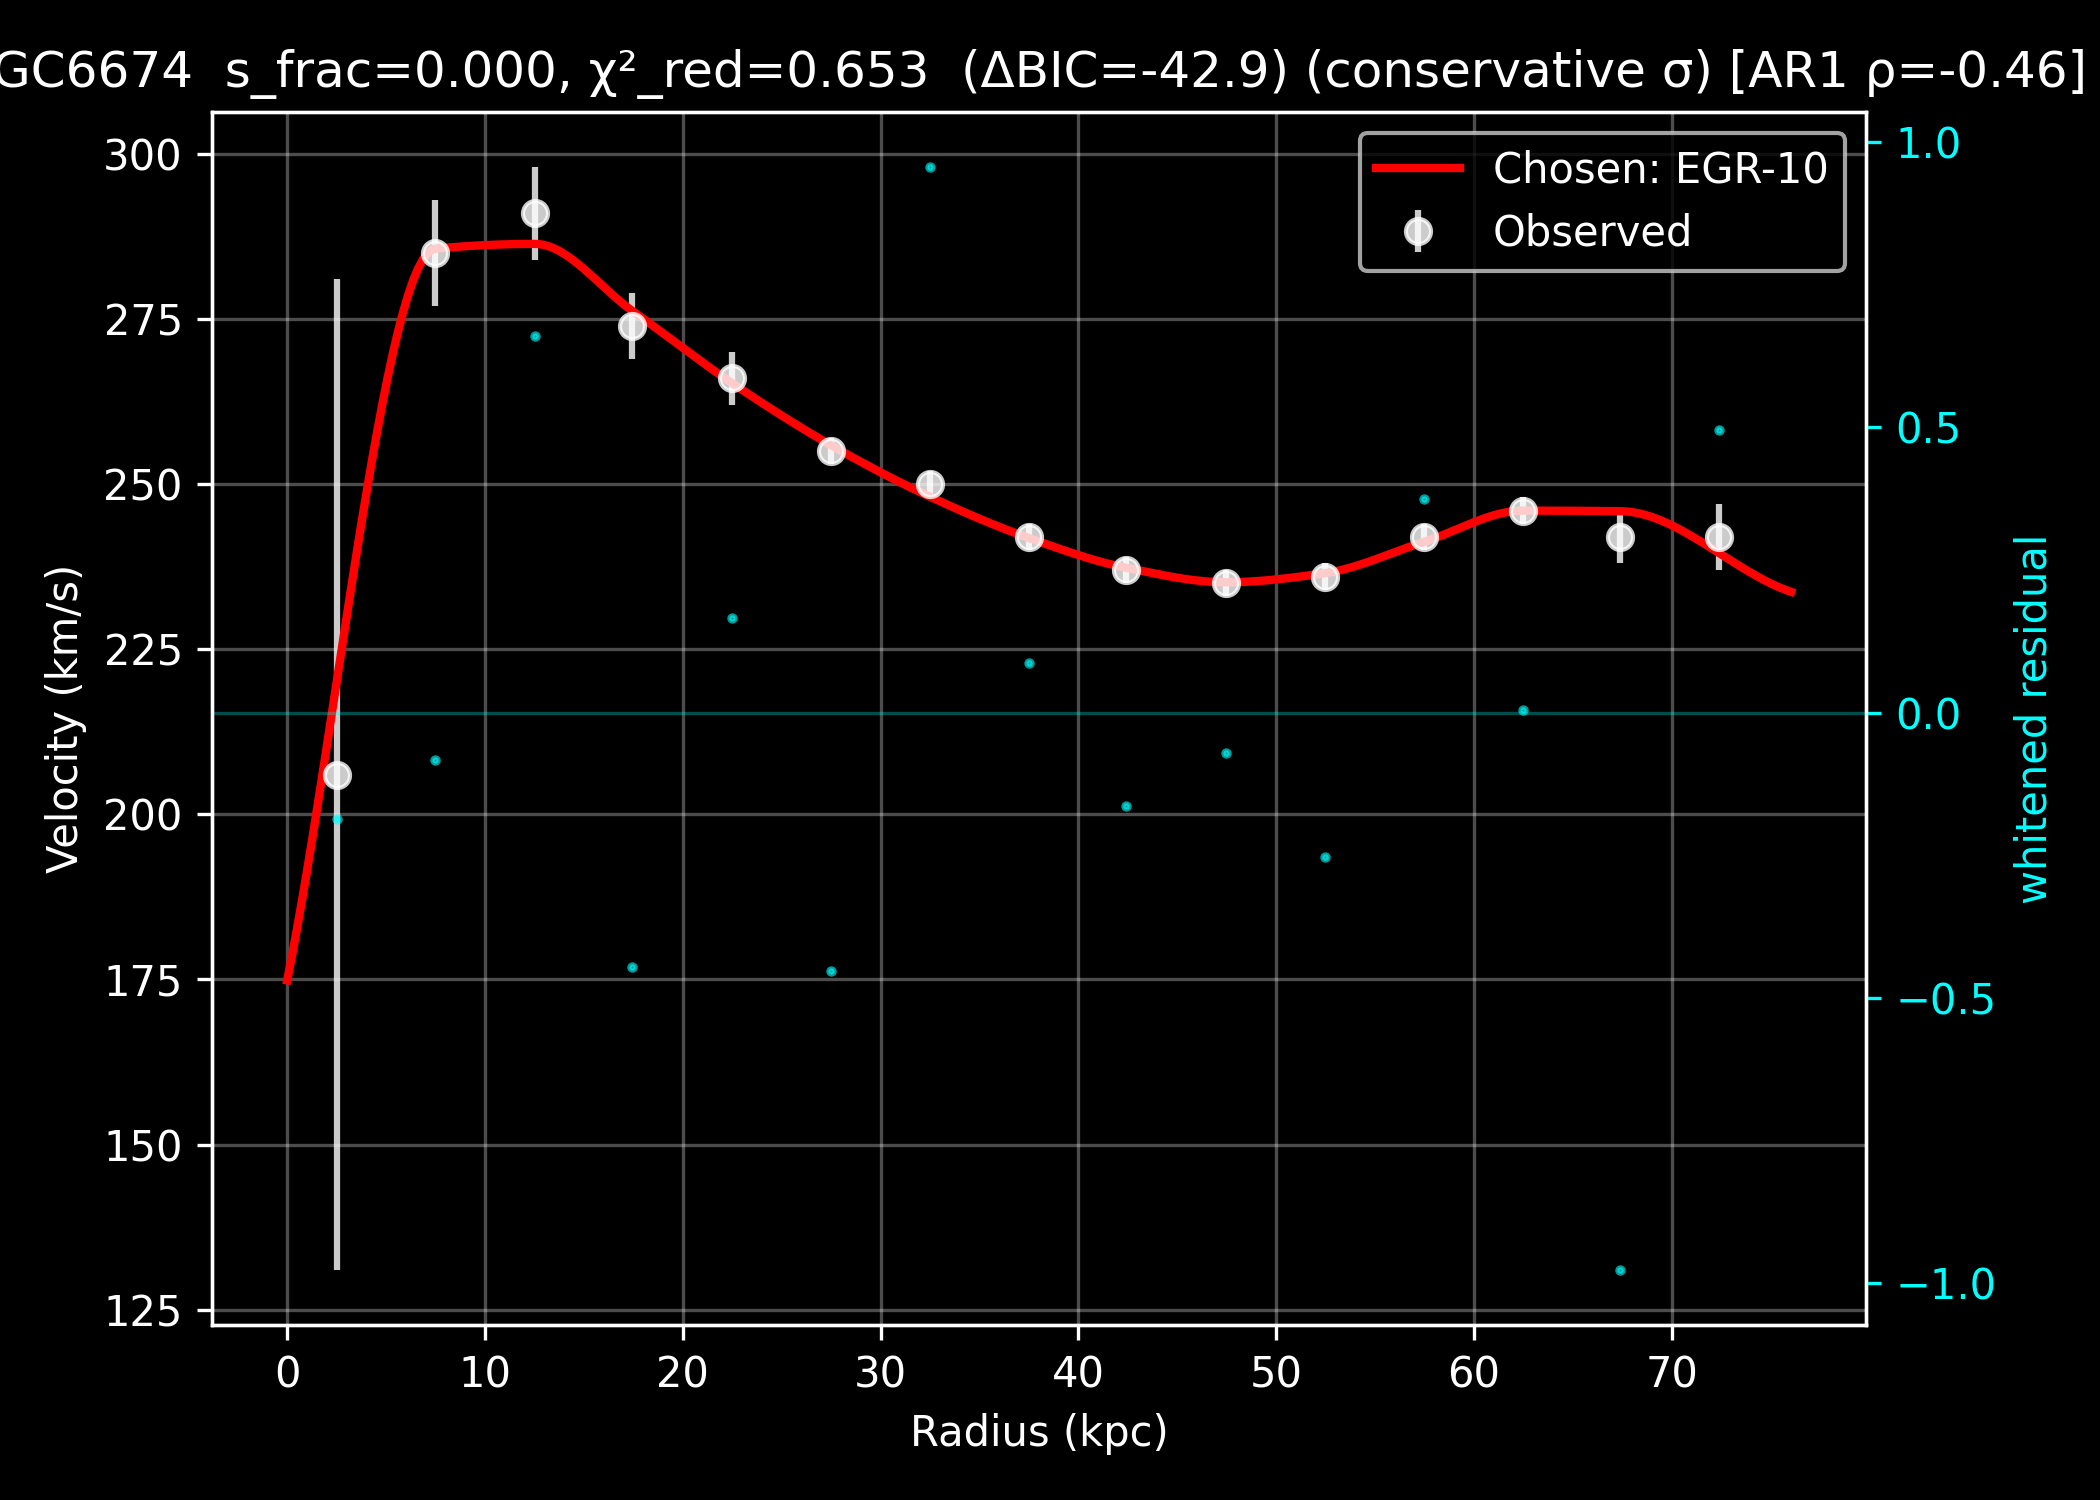 GC6674 s_frac=0.000, χ²_red=0.653 (ΔBIC=-42.9) (conservative σ) [AR1 ρ=-0.46]
Chosen: EGR-10
Observed
300
275
250
225
200
175
150
125
Velocity (km/s)
1.0
0.5
0.0
−0.5
−1.0
whitened residual
0 10 20 30 40 50 60 70
Radius (kpc)